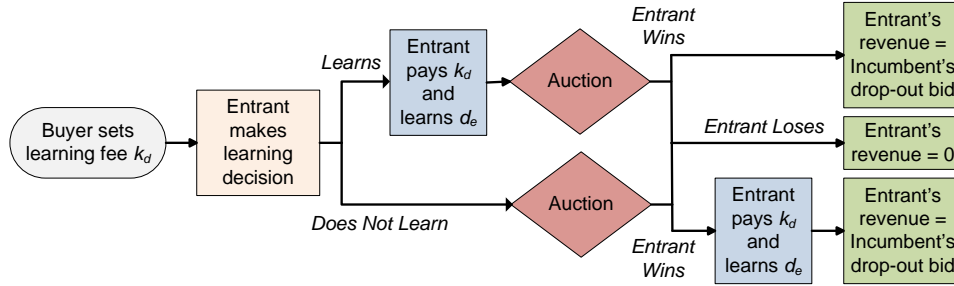 Buyer sets
learning fee k_d
Entrant
makes
learning
decision
Learns
Does Not Learn
Entrant
pays k_d
and
learns d_e
Auction
Auction
Entrant
Wins
Entrant Loses
Entrant
Wins
Entrant
pays k_d
and
learns d_e
Entrant's
revenue =
Incumbent's
drop-out bid
Entrant's
revenue = 0
Entrant's
revenue =
Incumbent's
drop-out bid